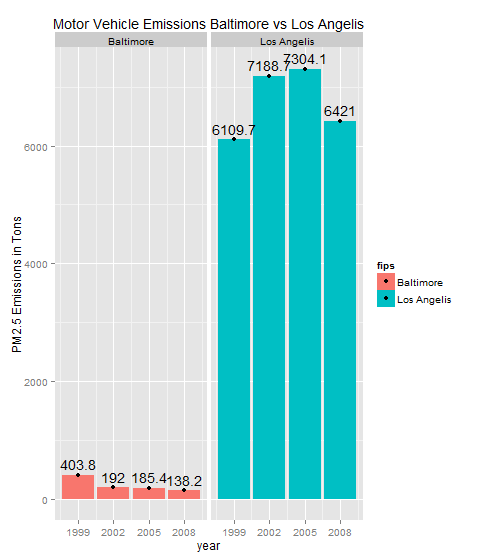 Motor Vehicle Emissions Baltimore vs Los Angelis
Baltimore
Los Angelis
PM2.5 Emissions in Tons
6000
4000
2000
0
403.8
192
185.4
138.2
6109.7
7188.7
7304.1
6421
1999
2002
2005
2008
1999
2002
2005
2008
year
fips
Baltimore
Los Angelis